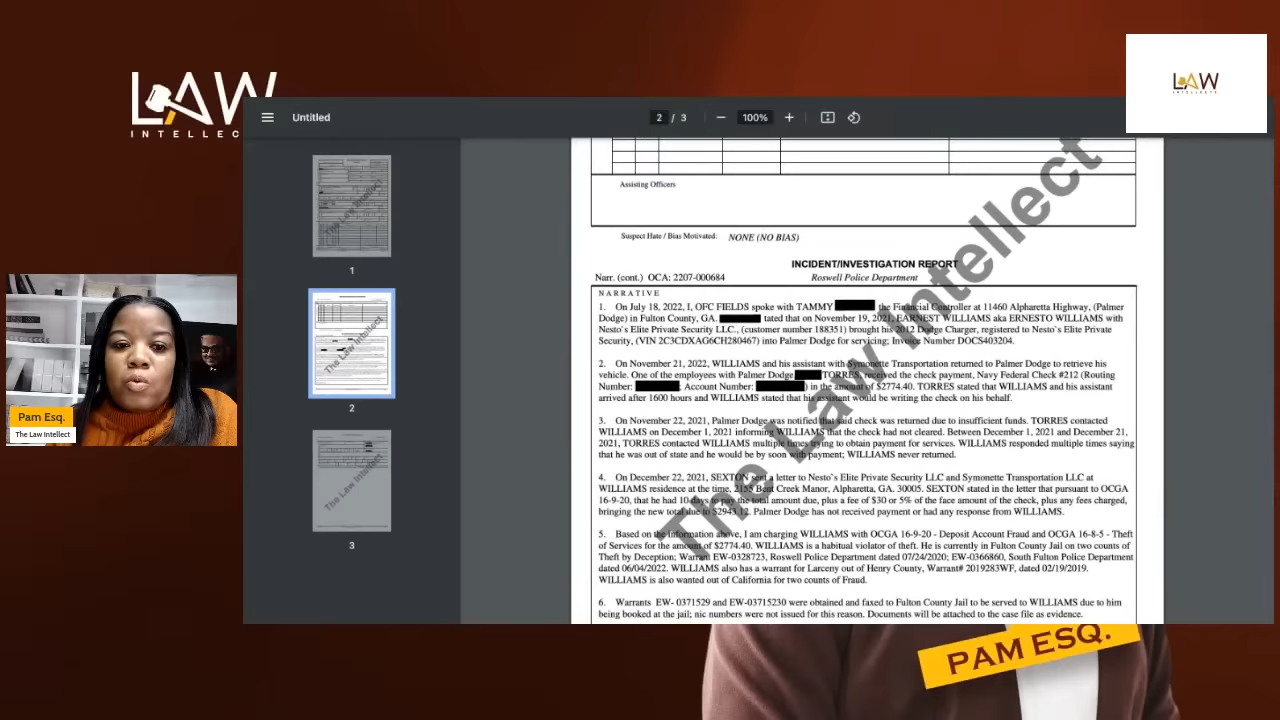 LAW
INTELLEC
LAW
INTELLECTS
Untitled
2 / 3
100%
1
2
3
Assisting Officers
Suspect Hate / Bias Motivated: NONE (NO BIAS)
INCIDENT/INVESTIGATION REPORT
Narr. (cont.) OCA: 2207-000684 Roswell Police Department
NARRATIVE
1. On July 18, 2022, I, OFC FIELDS spoke with TAMMY the Financial Controller at 11460 Alpharetta Highway, (Palmer
Dodge) in Fulton County, GA. tated that on November 19, 2021, EARNEST WILLIAMS aka ERNESTO WILLIAMS with
Nesto's Elite Private Security LLC., (customer number 188351) brought his 2012 Dodge Charger, registered to Nesto's Elite Private
Security, (VIN 2C3CDXAG6CH280467) into Palmer Dodge for servicing; Invoice Number DOCS403204.
2. On November 21, 2022, WILLIAMS and his assistant with Symonette Transportation returned to Palmer Dodge to retrieve his
vehicle. One of the employees with Palmer Dodge TORRES, received the check payment, Navy Federal Check #212 (Routing
Number: ; Account Number: ) in the amount of $2774.40. TORRES stated that WILLIAMS and his assistant
arrived after 1600 hours and WILLIAMS stated that his assistant would be writing the check on his behalf.
3. On November 22, 2021, Palmer Dodge was notified that said check was returned due to insufficient funds. TORRES contacted
WILLIAMS on December 1, 2021 informing WILLIAMS that the check had not cleared. Between December 1, 2021 and December 21,
2021, TORRES contacted WILLIAMS multiple times trying to obtain payment for services. WILLIAMS responded multiple times saying
that he was out of state and he would be by soon with payment; WILLIAMS never returned.
4. On December 22, 2021, SEXTON sent a letter to Nesto's Elite Private Security LLC and Symonette Transportation LLC at
WILLIAMS residence at the time, 2155 Bent Creek Manor, Alpharetta, GA. 30005. SEXTON stated in the letter that pursuant to OCGA
16-9-20, that he had 10 days to pay the total amount due, plus a fee of $30 or 5% of the face amount of the check, plus any fees charged,
bringing the new total due to $2943.12. Palmer Dodge has not received payment or had any response from WILLIAMS.
5. Based on the information above, I am charging WILLIAMS with OCGA 16-9-20 - Deposit Account Fraud and OCGA 16-8-5 - Theft
of Services for the amount of $2774.40. WILLIAMS is a habitual violator of theft. He is currently in Fulton County Jail on two counts of
Theft by Deception; Warrant EW-0328723, Roswell Police Department dated 07/24/2020; EW-0366860, South Fulton Police Department
dated 06/04/2022. WILLIAMS also has a warrant for Larceny out of Henry County, Warrant# 2019283WF, dated 02/19/2019.
WILLIAMS is also wanted out of California for two counts of Fraud.
6. Warrants EW- 0371529 and EW-03715230 were obtained and faxed to Fulton County Jail to be served to WILLIAMS due to him
being booked at the jail; nic numbers were not issued for this reason. Documents will be attached to the case file as evidence.
The Law Intellect
The Law Intellect
The Law Intellect
The Law Intellect
Pam Esq.
The Law Intellect
PAM ESQ.